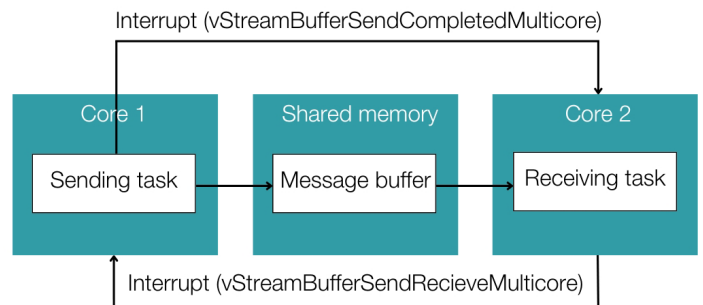 Interrupt (vStreamBufferSendCompletedMulticore)
Core 1
Shared memory
Core 2
Sending task
Message buffer
Receiving task
Interrupt (vStreamBufferSendRecieveMulticore)